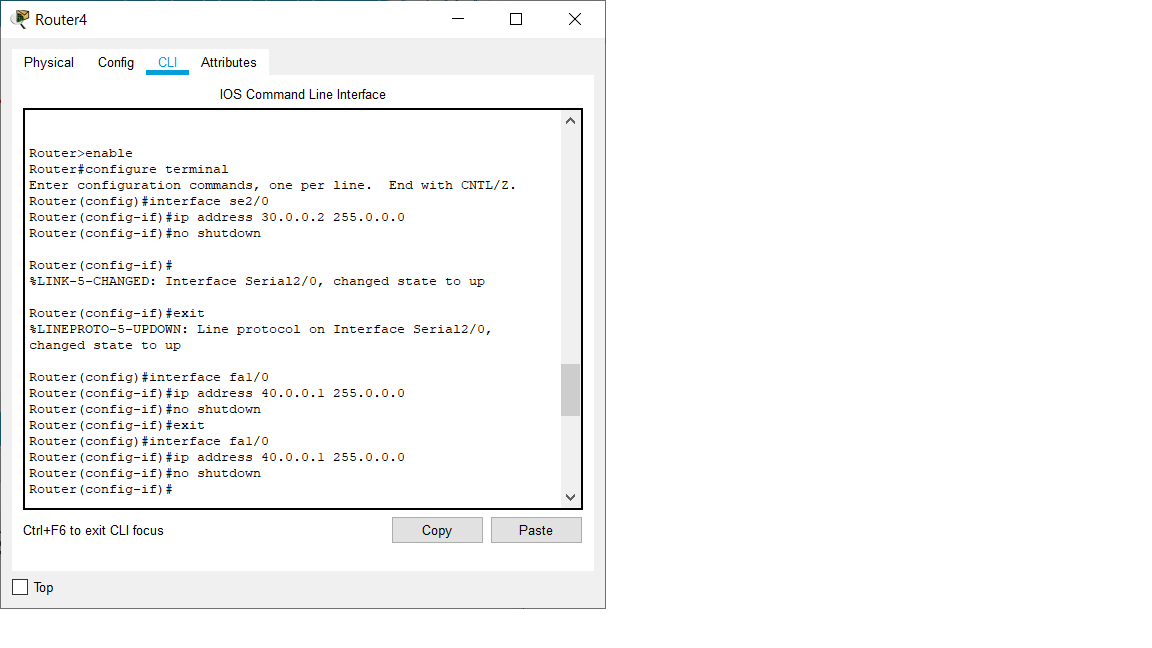 Router4
Physical Config CLI Attributes
IOS Command Line Interface
Router>enable
Router#configure terminal
Enter configuration commands, one per line.  End with CNTL/Z.
Router(config)#interface se2/0
Router(config-if)#ip address 30.0.0.2 255.0.0.0
Router(config-if)#no shutdown
Router(config-if)#
%LINK-5-CHANGED: Interface Serial2/0, changed state to up
Router(config-if)#exit
%LINEPROTO-5-UPDOWN: Line protocol on Interface Serial2/0,
changed state to up
Router(config)#interface fa1/0
Router(config-if)#ip address 40.0.0.1 255.0.0.0
Router(config-if)#no shutdown
Router(config-if)#exit
Router(config)#interface fa1/0
Router(config-if)#ip address 40.0.0.1 255.0.0.0
Router(config-if)#no shutdown
Router(config-if)#
Ctrl+F6 to exit CLI focus
Copy Paste
Top